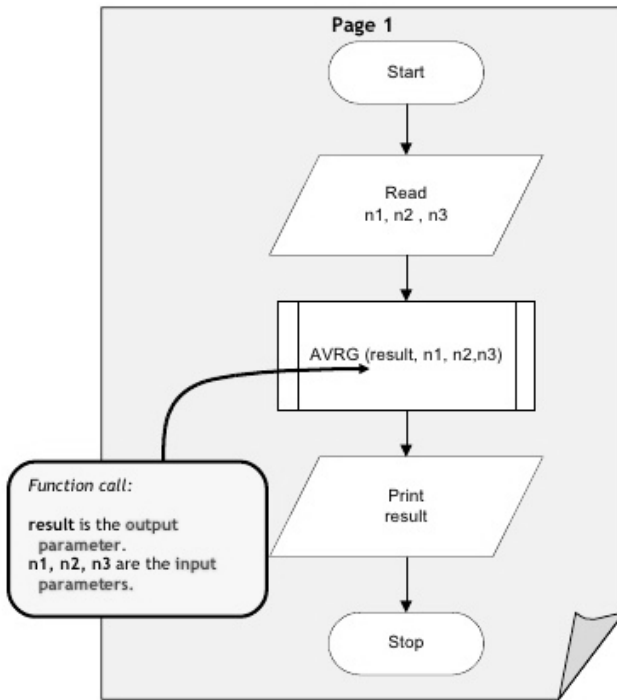 Page 1
Start
Read
n1, n2 , n3
AVRG (result, n1, n2,n3)
Function call:
result is the output
parameter.
n1, n2, n3 are the input
parameters.
Print
result
Stop